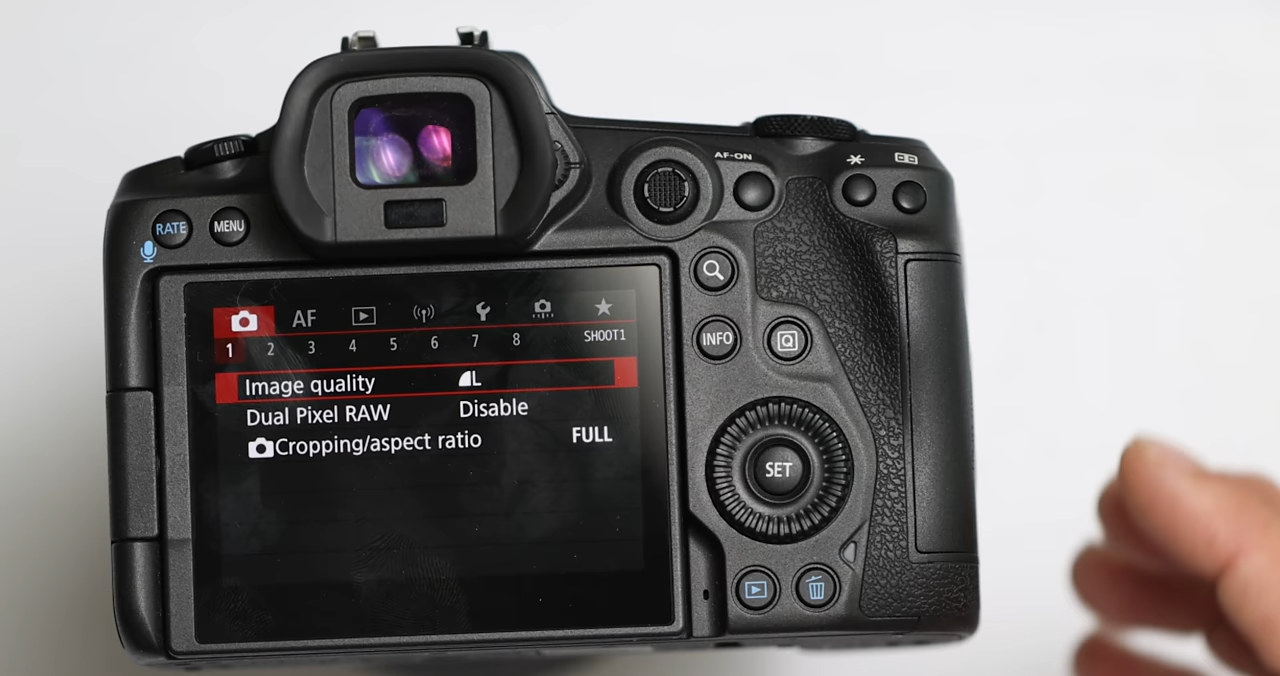 AF-ON
RATE
MENU
AF
1 2 3 4 5 6 7 8 SHOOT1
Image quality L
Dual Pixel RAW Disable
Cropping/aspect ratio FULL
INFO
Q
SET